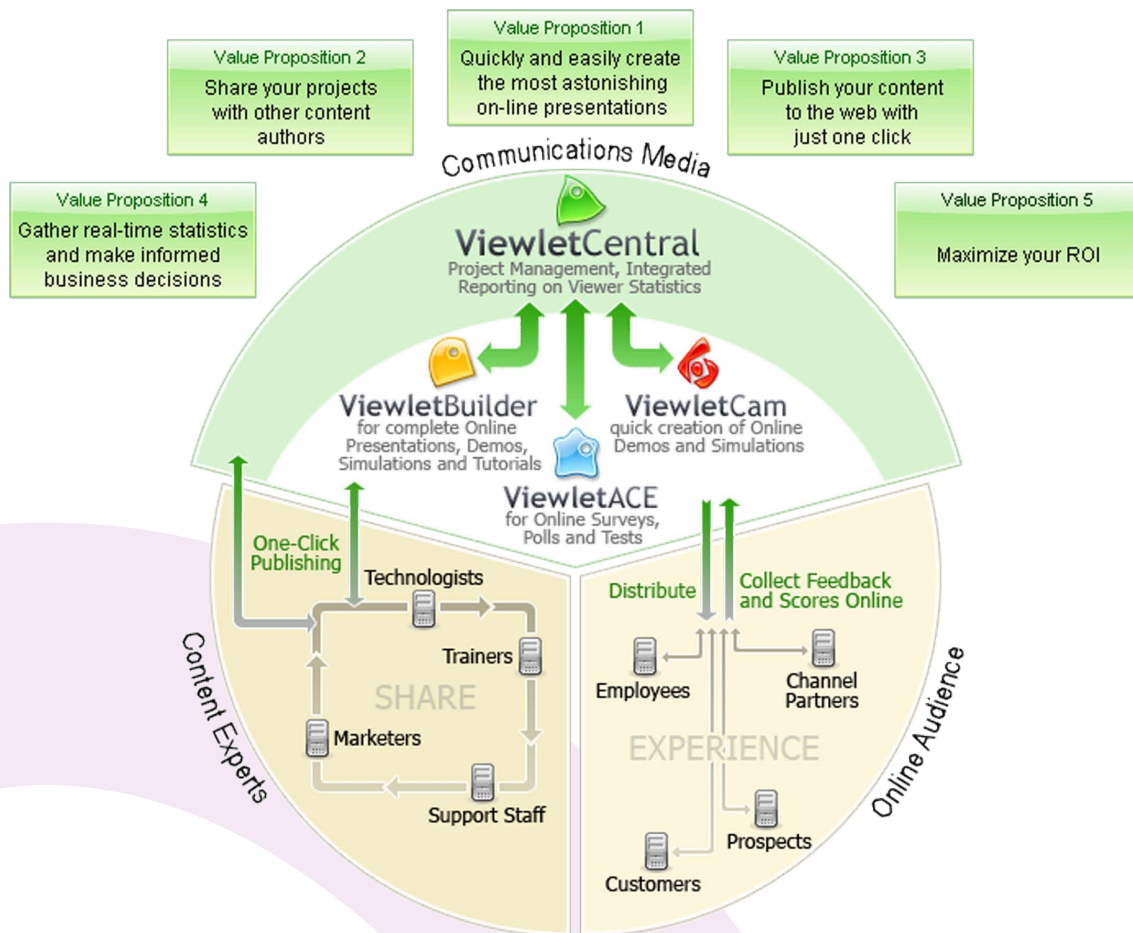 Value Proposition 1
Quickly and easily create
the most astonishing
on-line presentations
Value Proposition 2
Share your projects
with other content
authors
Value Proposition 3
Publish your content
to the web with
just one click
Value Proposition 4
Gather real-time statistics
and make informed
business decisions
Value Proposition 5
Maximize your ROI
Communications Media
ViewletCentral
Project Management, Integrated
Reporting on Viewer Statistics
ViewletBuilder
for complete Online
Presentations, Demos,
Simulations and Tutorials
ViewletCam
quick creation of Online
Demos and Simulations
ViewletACE
for Online Surveys,
Polls and Tests
One-Click
Publishing
Technologists
Trainers
SHARE
Marketers
Support Staff
Content Experts
Distribute
Collect Feedback
and Scores Online
Employees
Channel
Partners
EXPERIENCE
Prospects
Customers
Online Audience